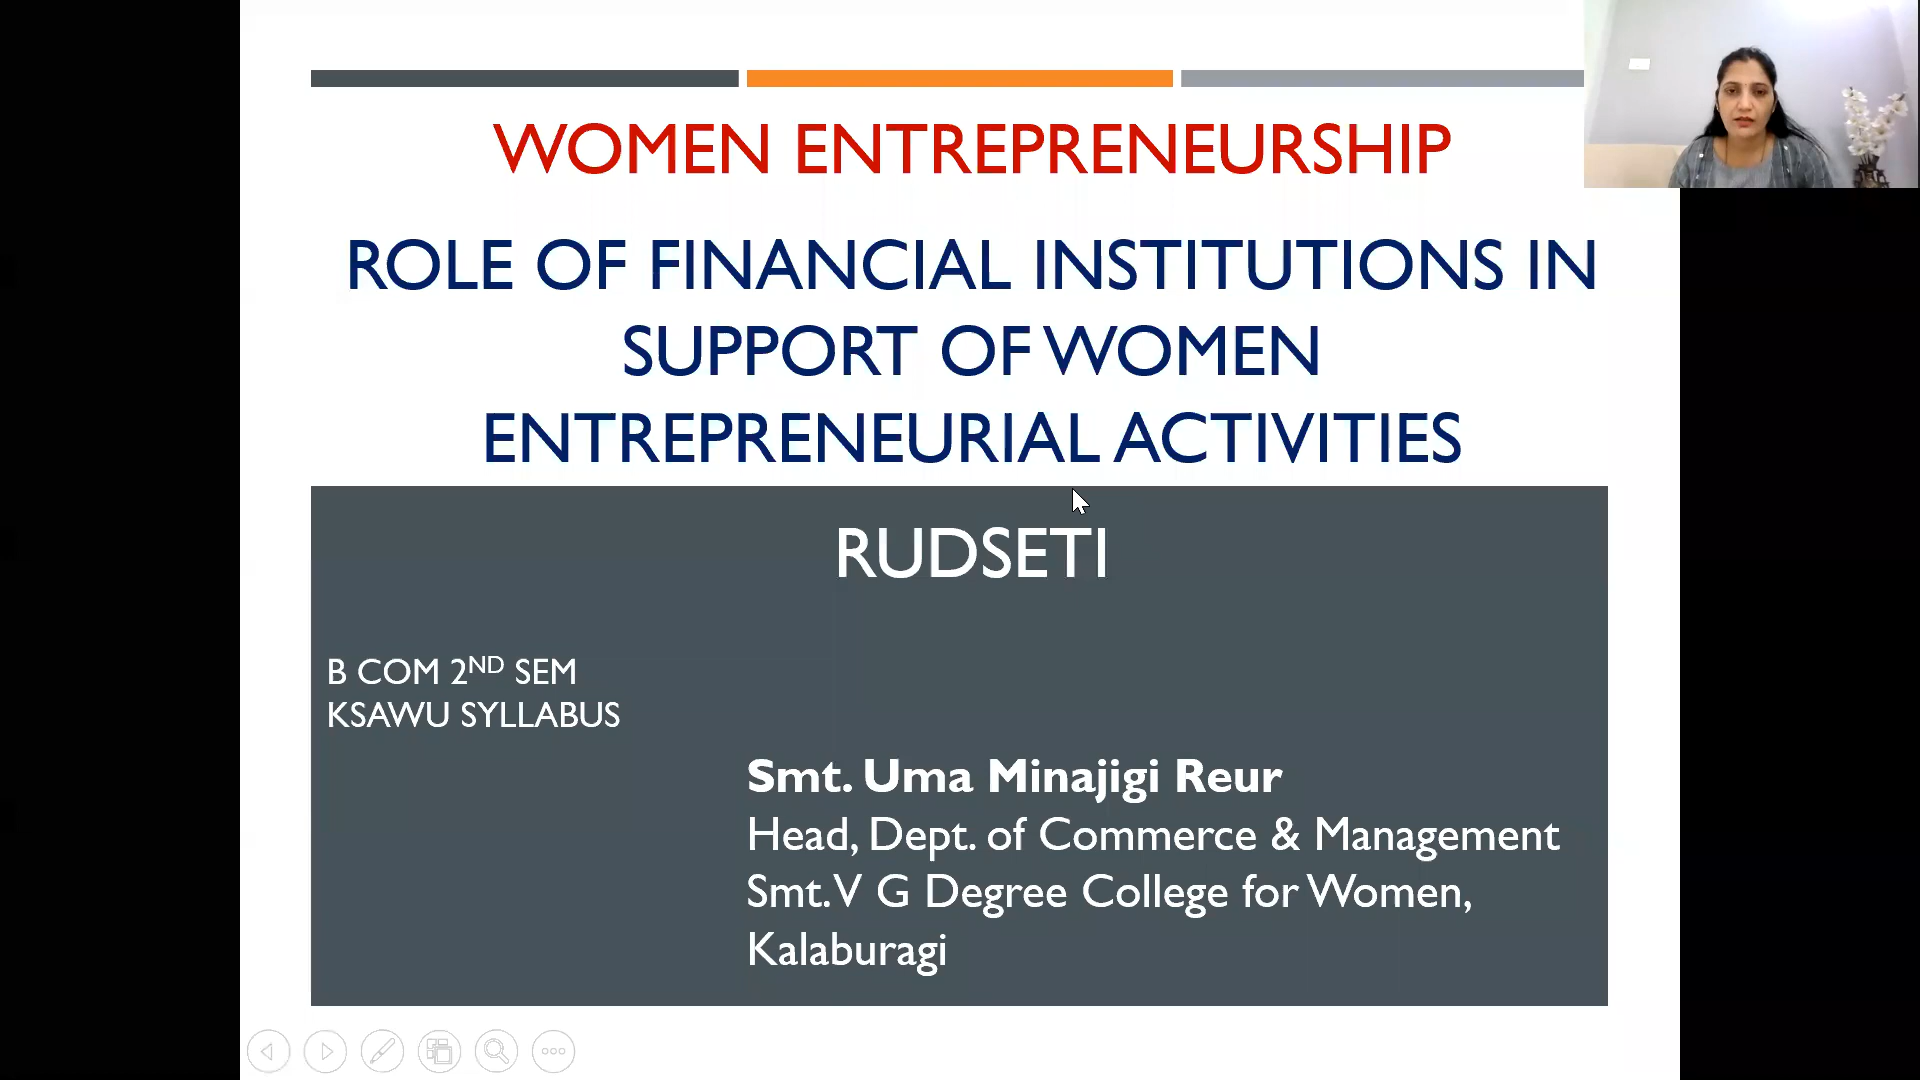 WOMEN ENTREPRENEURSHIP
ROLE OF FINANCIAL INSTITUTIONS IN
SUPPORT OF WOMEN
ENTREPRENEURIAL ACTIVITIES
RUDSETI
B COM 2ND SEM
KSAWU SYLLABUS
Smt. Uma Minajigi Reur
Head, Dept. of Commerce & Management
Smt. V G Degree College for Women,
Kalaburagi